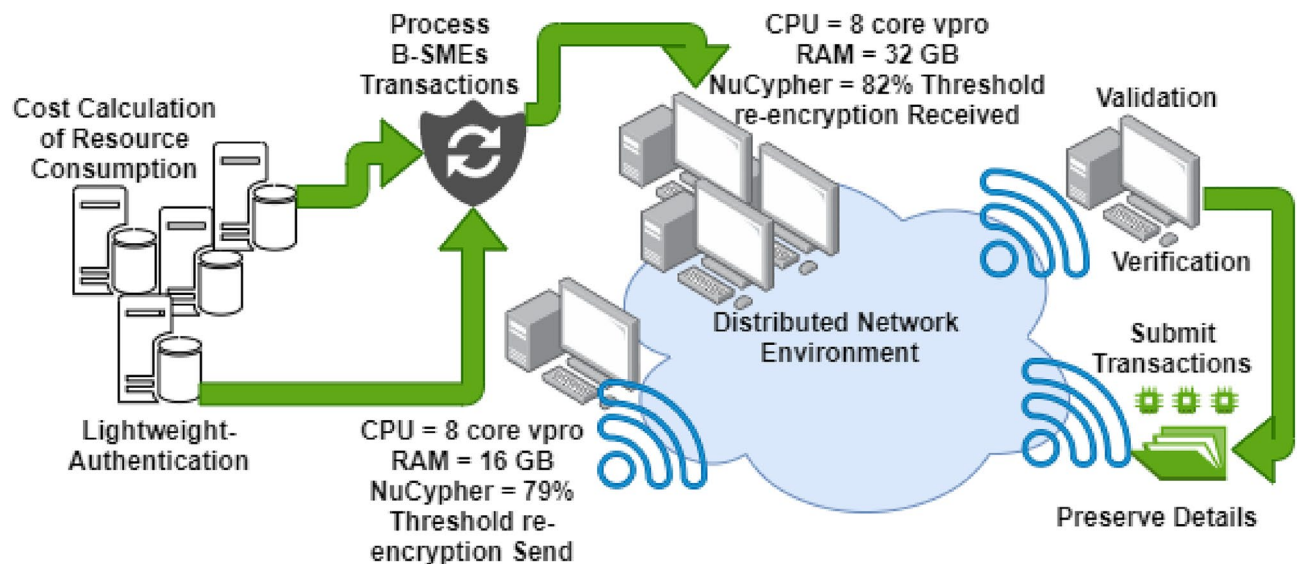 Process
B-SMEs
Transactions
CPU = 8 core vpro
RAM = 32 GB
NuCypher = 82% Threshold
re-encryption Received
Cost Calculation
of Resource
Consumption
Validation
Verification
Distributed Network
Environment
Submit
Transactions
Lightweight-
Authentication
CPU = 8 core vpro
RAM = 16 GB
NuCypher = 79%
Threshold re-
encryption Send
Preserve Details